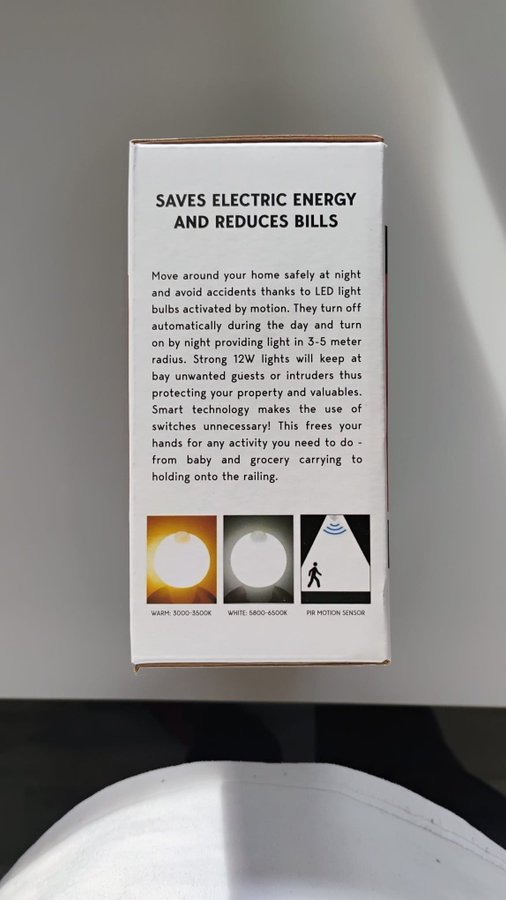 SAVES ELECTRIC ENERGY
AND REDUCES BILLS
Move around your home safely at night
and avoid accidents thanks to LED light
bulbs activated by motion. They turn off
automatically during the day and turn
on by night providing light in 3-5 meter
radius. Strong 12W lights will keep at
bay unwanted guests or intruders thus
protecting your property and valuables.
Smart technology makes the use of
switches unnecessary! This frees your
hands for any activity you need to do -
from baby and grocery carrying to
holding onto the railing.
WARM: 3000-3500K
WHITE: 5800-6500K
PIR MOTION SENSOR